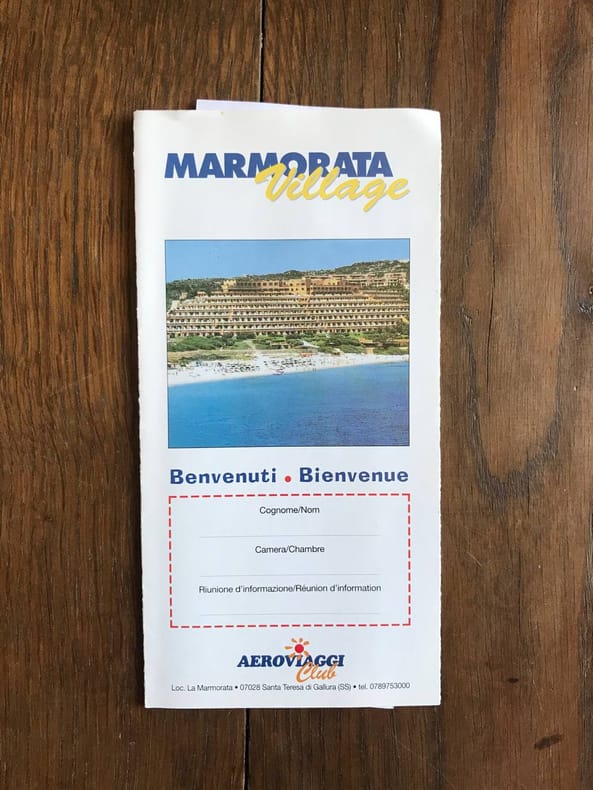 MARMORATA
Village
Benvenuti • Bienvenue
Cognome/Nom
Camera/Chambre
Riunione d'informazione/Réunion d'information
AEROVIAGGI
Club
Loc. La Marmorata • 07028 Santa Teresa di Gallura (SS) • tel. 0789753000